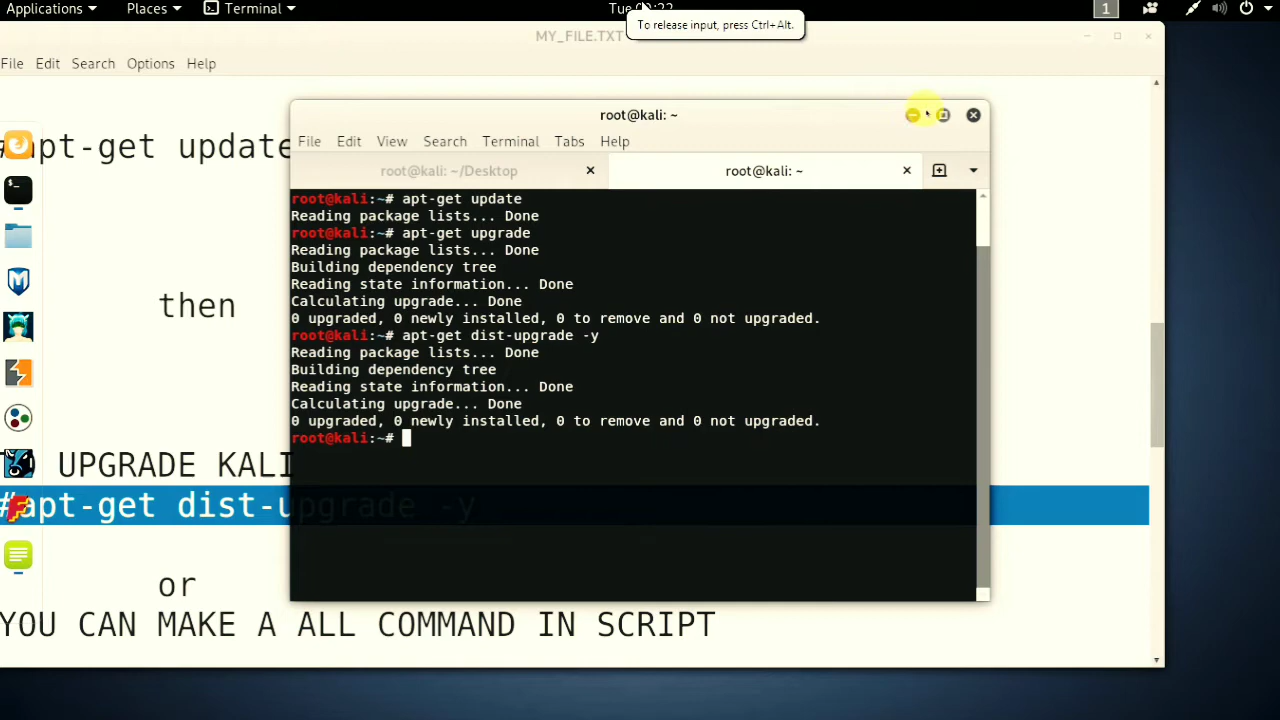 Applications
Places
Terminal
Tue
1
To release input, press Ctrl+Alt.
MY_FILE.TXT
File Edit Search Options Help
#apt-get update
then
UPGRADE KALI
#apt-get dist-upgrade -y
or
YOU CAN MAKE A ALL COMMAND IN SCRIPT
root@kali: ~
File Edit View Search Terminal Tabs Help
root@kali: ~/Desktop
root@kali: ~
root@kali:~# apt-get update
Reading package lists... Done
root@kali:~# apt-get upgrade
Reading package lists... Done
Building dependency tree
Reading state information... Done
Calculating upgrade... Done
0 upgraded, 0 newly installed, 0 to remove and 0 not upgraded.
root@kali:~# apt-get dist-upgrade -y
Reading package lists... Done
Building dependency tree
Reading state information... Done
Calculating upgrade... Done
0 upgraded, 0 newly installed, 0 to remove and 0 not upgraded.
root@kali:~#